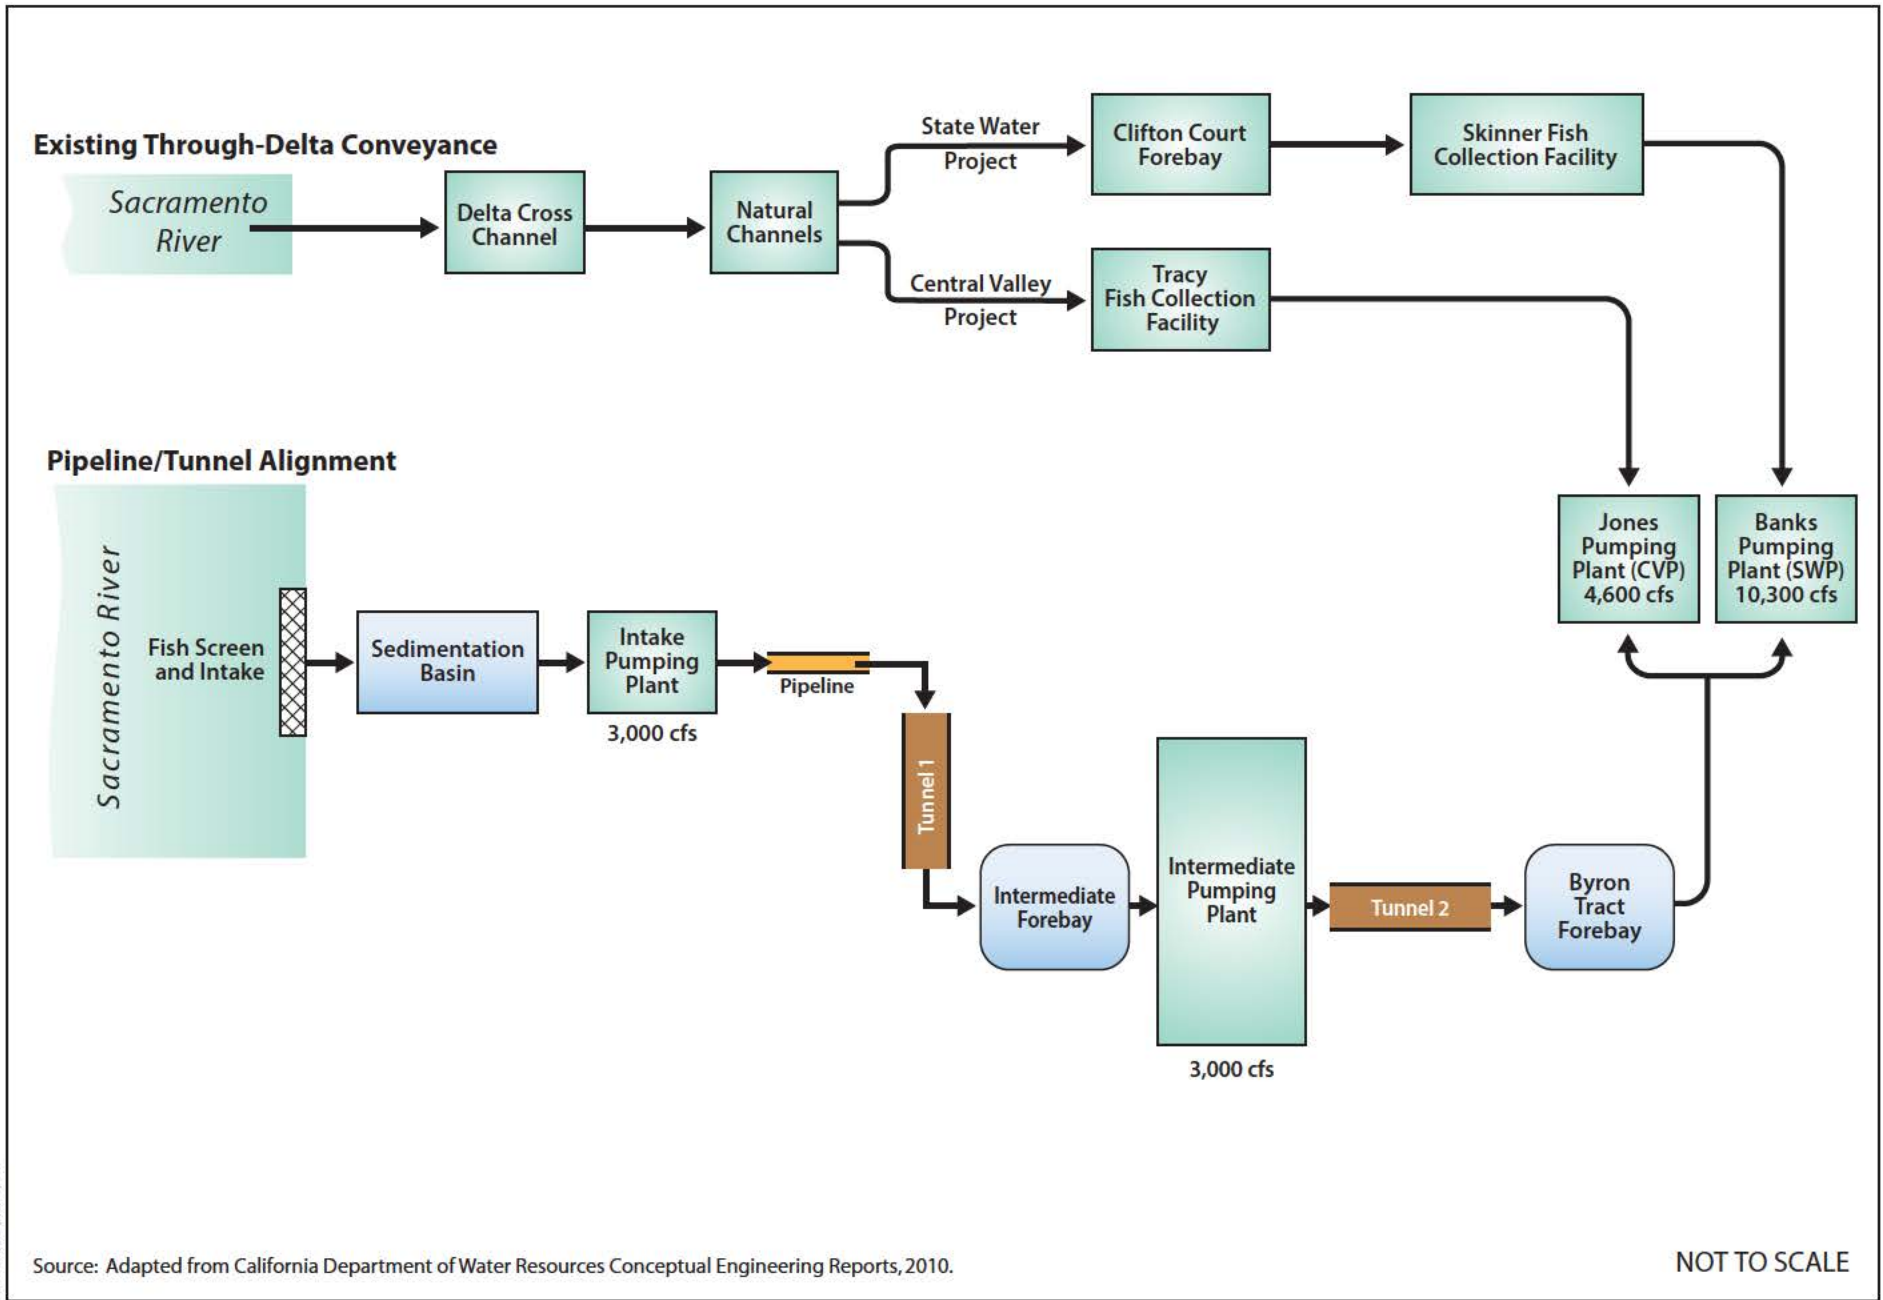 Existing Through-Delta Conveyance
Sacramento
River
Delta Cross
Channel
Natural
Channels
State Water
Project
Clifton Court
Forebay
Skinner Fish
Collection Facility
Central Valley
Project
Tracy
Fish Collection
Facility
Jones
Pumping
Plant (CVP)
4,600 cfs
Banks
Pumping
Plant (SWP)
10,300 cfs
Pipeline/Tunnel Alignment
Sacramento River
Fish Screen
and Intake
Sedimentation
Basin
Intake
Pumping
Plant
3,000 cfs
Pipeline
Tunnel 1
Intermediate
Forebay
Intermediate
Pumping
Plant
3,000 cfs
Tunnel 2
Byron
Tract
Forebay
Source: Adapted from California Department of Water Resources Conceptual Engineering Reports, 2010.
NOT TO SCALE